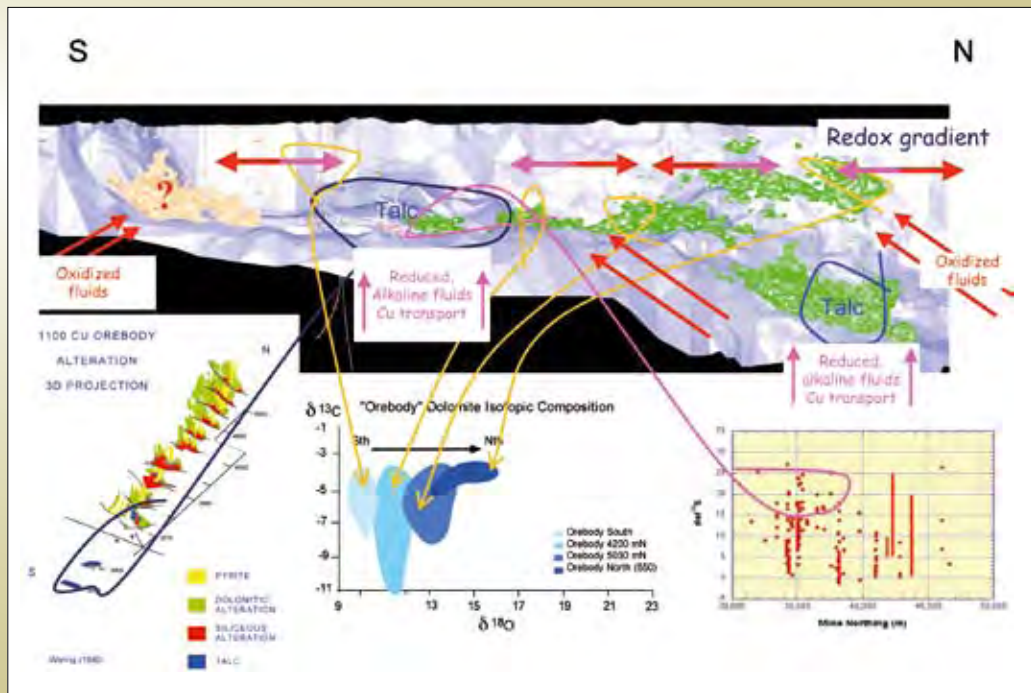 S
N
Redox gradient
?
Talc
Oxidized
fluids
Reduced,
Alkaline fluids
Cu transport
Talc
Oxidized
fluids
Reduced,
alkaline fluids
Cu transport
1100 CU OREBODY
ALTERATION
3D PROJECTION
N
S
PYRITE
DOLOMITIC
ALTERATION
SILICEOUS
ALTERATION
TALC
"Orebody" Dolomite Isotopic Composition
δ 13C
Sth
Nth
-1
-3
-5
-7
-9
-11
Orebody South
Orebody 4200 mN
Orebody 5030 mN
Orebody North (650)
9
13
15
17
19
21
23
δ 18O
Mine Northing (m)